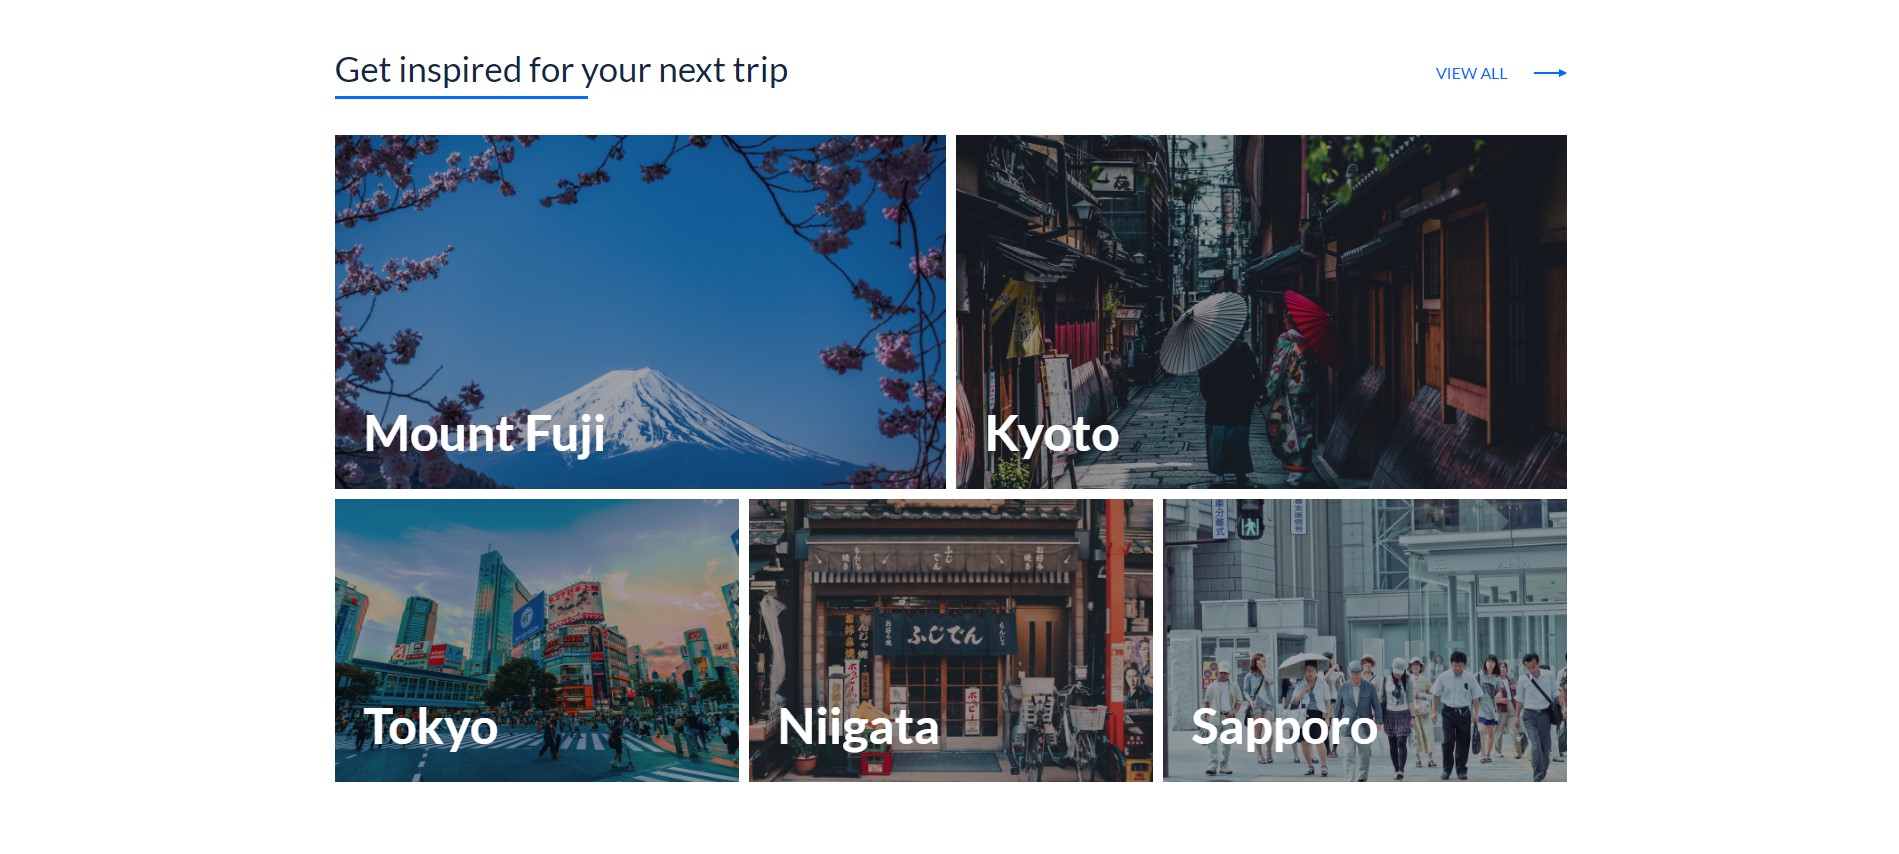 Get inspired for your next trip
VIEW ALL
Mount Fuji
Kyoto
Tokyo
Niigata
ふじでん
Sapporo